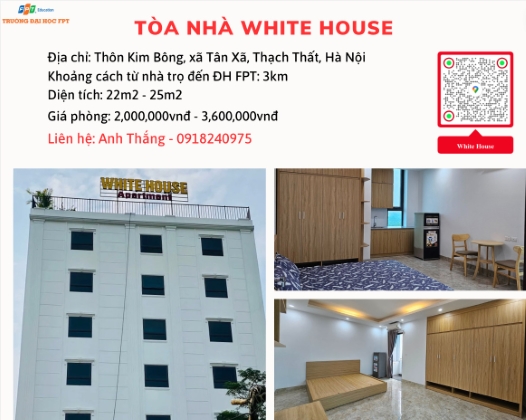 FPT Education
TRƯỜNG ĐẠI HỌC FPT
TÒA NHÀ WHITE HOUSE
Địa chỉ: Thôn Kim Bông, xã Tân Xã, Thạch Thất, Hà Nội
Khoảng cách từ nhà trọ đến ĐH FPT: 3km
Diện tích: 22m2 - 25m2
Giá phòng: 2,000,000vnđ - 3,600,000vnđ
Liên hệ: Anh Thắng - 0918240975
White House
WHITE HOUSE
Apartment